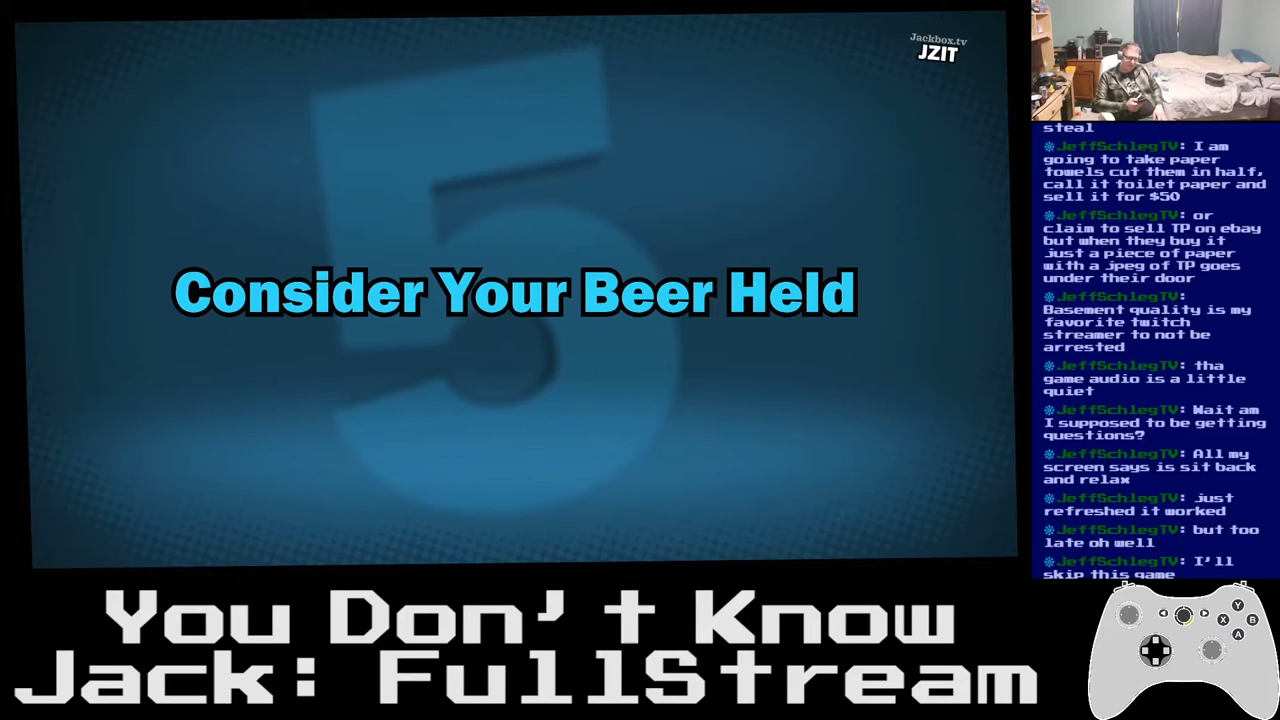 Jackbox.tv
JZIT
5
Consider Your Beer Held
steal
JeffSchlegTV: I am
going to take paper
towels cut them in half,
call it toilet paper and
sell it for $50
JeffSchlegTV: or
claim to sell TP on ebay
but when they buy it
just a piece of paper
with a jpeg of TP goes
under their door
JeffSchlegTV:
Basement quality is my
favorite twitch
streamer to not be
arrested
JeffSchlegTV: tha
game audio is a little
quiet
JeffSchlegTV: Wait am
I supposed to be getting
questions?
JeffSchlegTV: All my
screen says is sit back
and relax
JeffSchlegTV: just
refreshed it worked
JeffSchlegTV: but too
late oh well
JeffSchlegTV: I'll
skip this game
You Don't Know
Jack: FullStream
Y
X
B
A